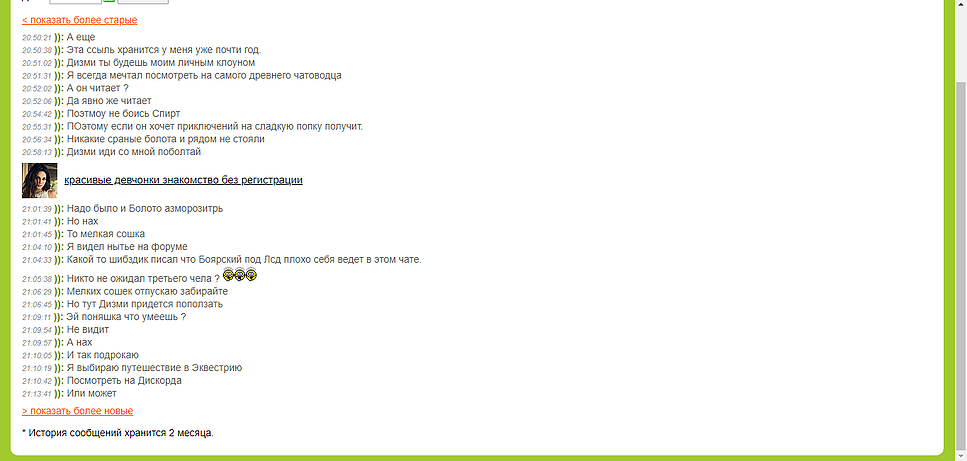 < показать более старые
20:50:21 )): А еще
20:50:38 )): Эта ссыль хранится у меня уже почти год.
20:51:02 )): Дизми ты будешь моим личным клоуном
20:51:31 )): Я всегда мечтал посмотреть на самого древнего чатоводца
20:52:02 )): А он читает ?
20:52:06 )): Да явно же читает
20:54:42 )): Поэтмоу не боись Спирт
20:55:31 )): ПОэтому если он хочет приключений на сладкую попку получит.
20:56:34 )): Никакие сраные болота и рядом не стояли
20:58:13 )): Дизми иди со мной поболтай
красивые девчонки знакомство без регистрации
21:01:39 )): Надо было и Болото азморозитрь
21:01:41 )): Но нах
21:01:45 )): То мелкая сошка
21:04:10 )): Я видел нытье на форуме
21:04:33 )): Какой то шибздик писал что Боярский под Лсд плохо себя ведет в этом чате.
21:05:38 )): Никто не ожидал третьего чела ?
21:06:29 )): Мелких сошек отпускаю забирайте
21:06:45 )): Но тут Дизми придется поползать
21:09:11 )): Эй поняшка что умеешь ?
21:09:54 )): Не видит
21:09:57 )): А нах
21:10:05 )): И так подрокаю
21:10:19 )): Я выбираю путешествие в Эквестрию
21:10:42 )): Посмотреть на Дискорда
21:13:41 )): Или может
> показать более новые
* История сообщений хранится 2 месяца.